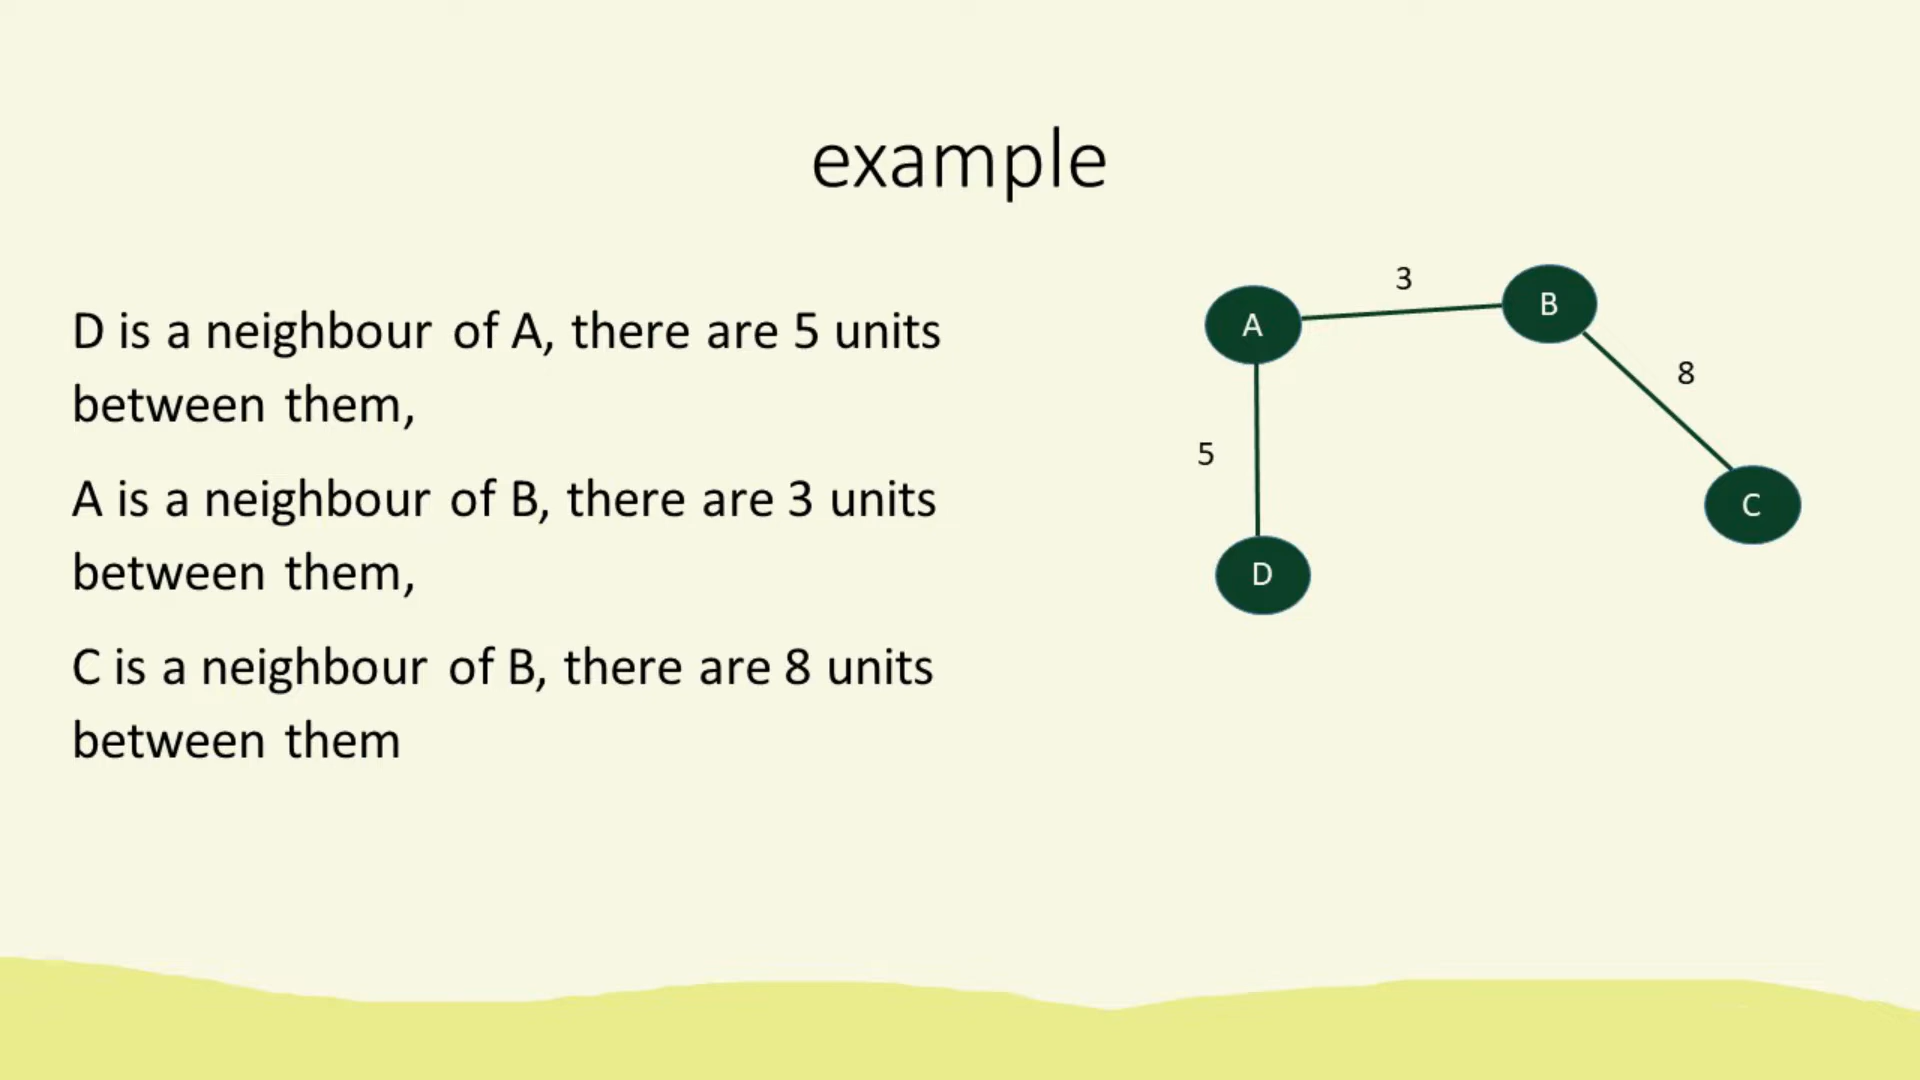 example
D is a neighbour of A, there are 5 units
between them,
A is a neighbour of B, there are 3 units
between them,
C is a neighbour of B, there are 8 units
between them
3
B
A
8
5
C
D